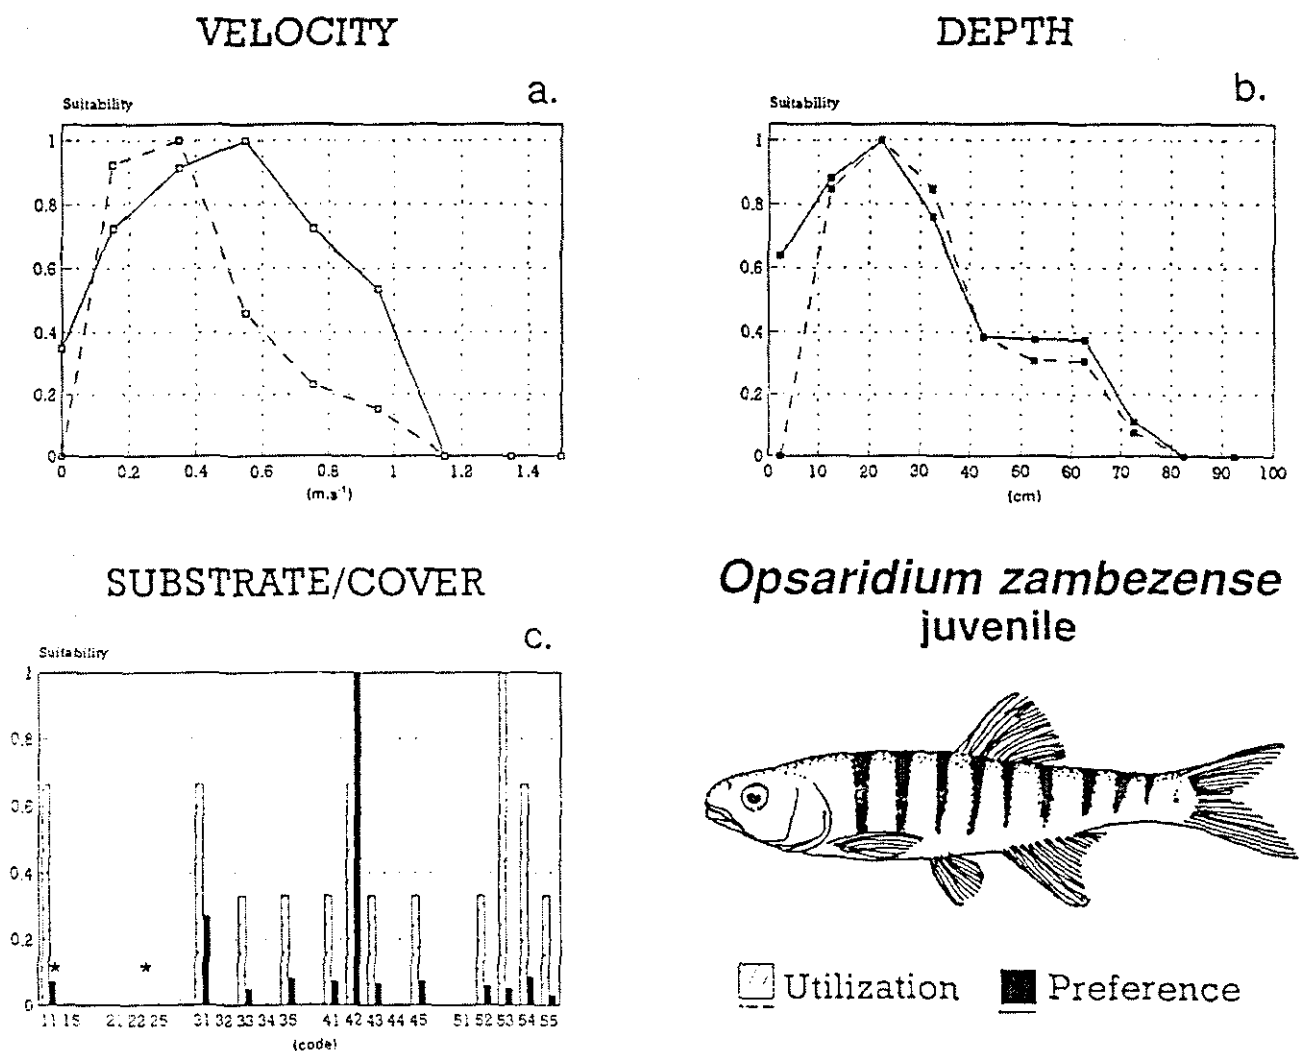 VELOCITY
a.
Suitability
1
0.8
0.6
0.4
0.2
0
0 0.2 0.4 0.6 0.8 1 1.2 1.4
(m.s⁻¹)
DEPTH
b.
Suitability
1
0.8
0.6
0.4
0.2
0
0 10 20 30 40 50 60 70 80 90 100
(cm)
SUBSTRATE/COVER
c.
Suitability
1
0.8
0.6
0.4
0.2
0
* *
11 15 21 22 25 31 32 33 34 35 41 42 43 44 45 51 52 53 54 55
(code)
Opsaridium zambezense
juvenile
Utilization Preference